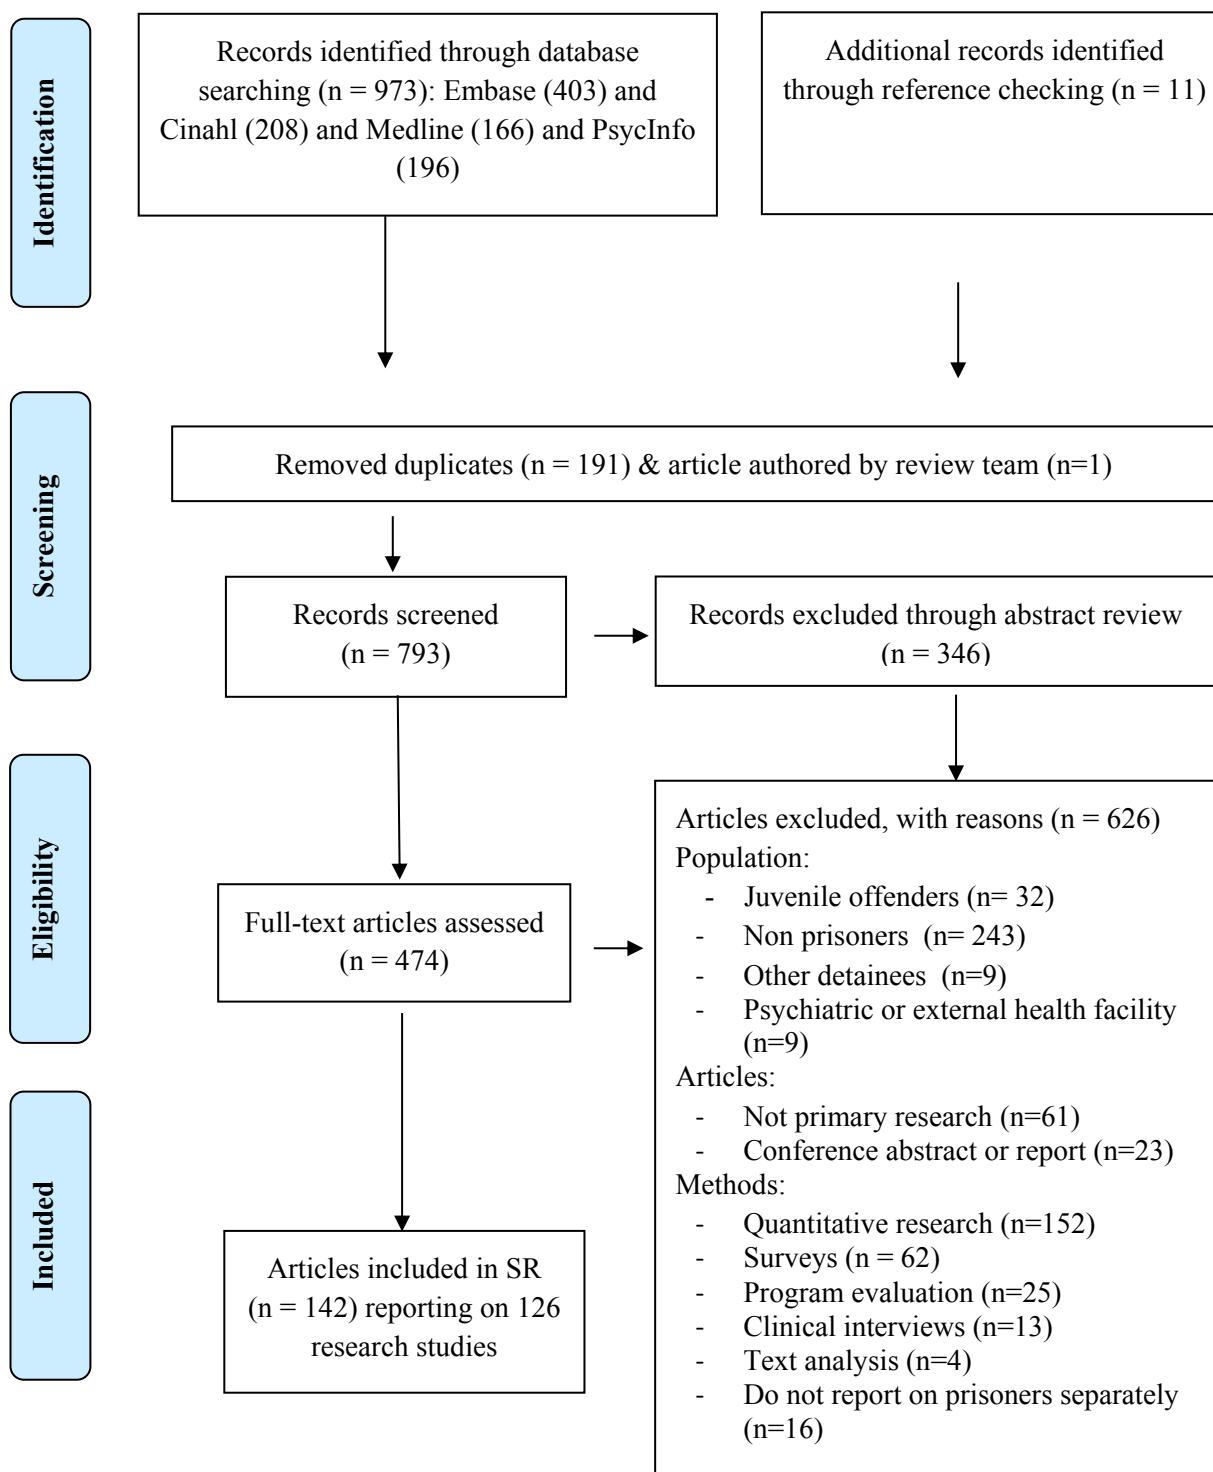 Identification
Records identified through database
searching (n = 973): Embase (403) and
Cinahl (208) and Medline (166) and PsycInfo
(196)
Additional records identified
through reference checking (n = 11)
Screening
Removed duplicates (n = 191) & article authored by review team (n=1)
Records screened
(n = 793)
Records excluded through abstract review
(n = 346)
Eligibility
Full-text articles assessed
(n = 474)
Articles excluded, with reasons (n = 626)
Population:
- Juvenile offenders (n= 32)
- Non prisoners (n= 243)
- Other detainees (n=9)
- Psychiatric or external health facility
(n=9)
Articles:
- Not primary research (n=61)
- Conference abstract or report (n=23)
Methods:
- Quantitative research (n=152)
- Surveys (n = 62)
- Program evaluation (n=25)
- Clinical interviews (n=13)
- Text analysis (n=4)
- Do not report on prisoners separately
(n=16)
Included
Articles included in SR
(n = 142) reporting on 126
research studies